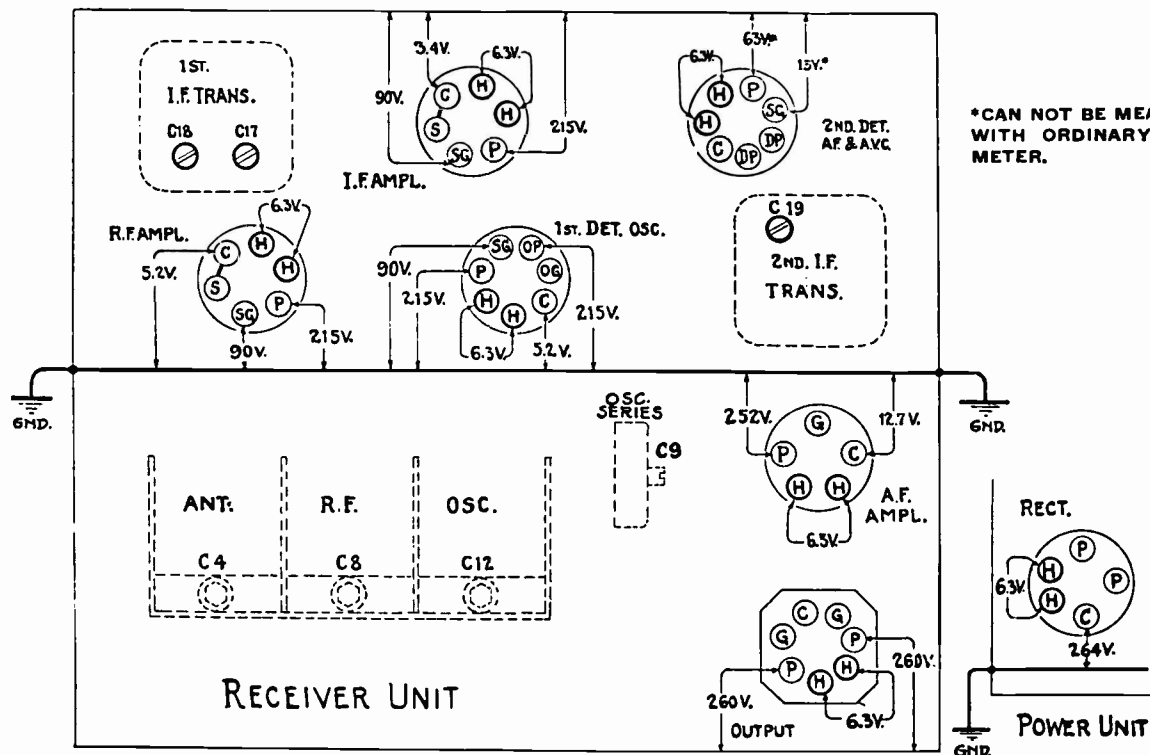 1ST.
I.F. TRANS.
C18 C17
3.4V.
6.3V.
90V.
215V.
G H H S SG P
I.F. AMPL.
6.3V.
63V.*
15V.*
H P H SG C DP DP
2ND. DET.
A.F. & A.V.C.
*CAN NOT BE MEA
WITH ORDINARY
METER.
R.F. AMPL.
6.3V.
5.2V.
C H H S SG P
90V.
215V.
1ST. DET. OSC.
90V.
215V.
SG OP P OG H H C
6.3V.
5.2V.
215V.
C 19
2ND. I.F.
TRANS.
GND.
GND.
OSC.
SERIES
C9
252V.
12.7V.
G P C H H
6.3V.
A.F.
AMPL.
ANT. R.F. OSC.
C4 C8 C12
RECT.
6.3V.
P H P H C
264V.
C G G P P H H
260V.
260V.
6.3V.
OUTPUT
RECEIVER UNIT
GND
POWER UNIT